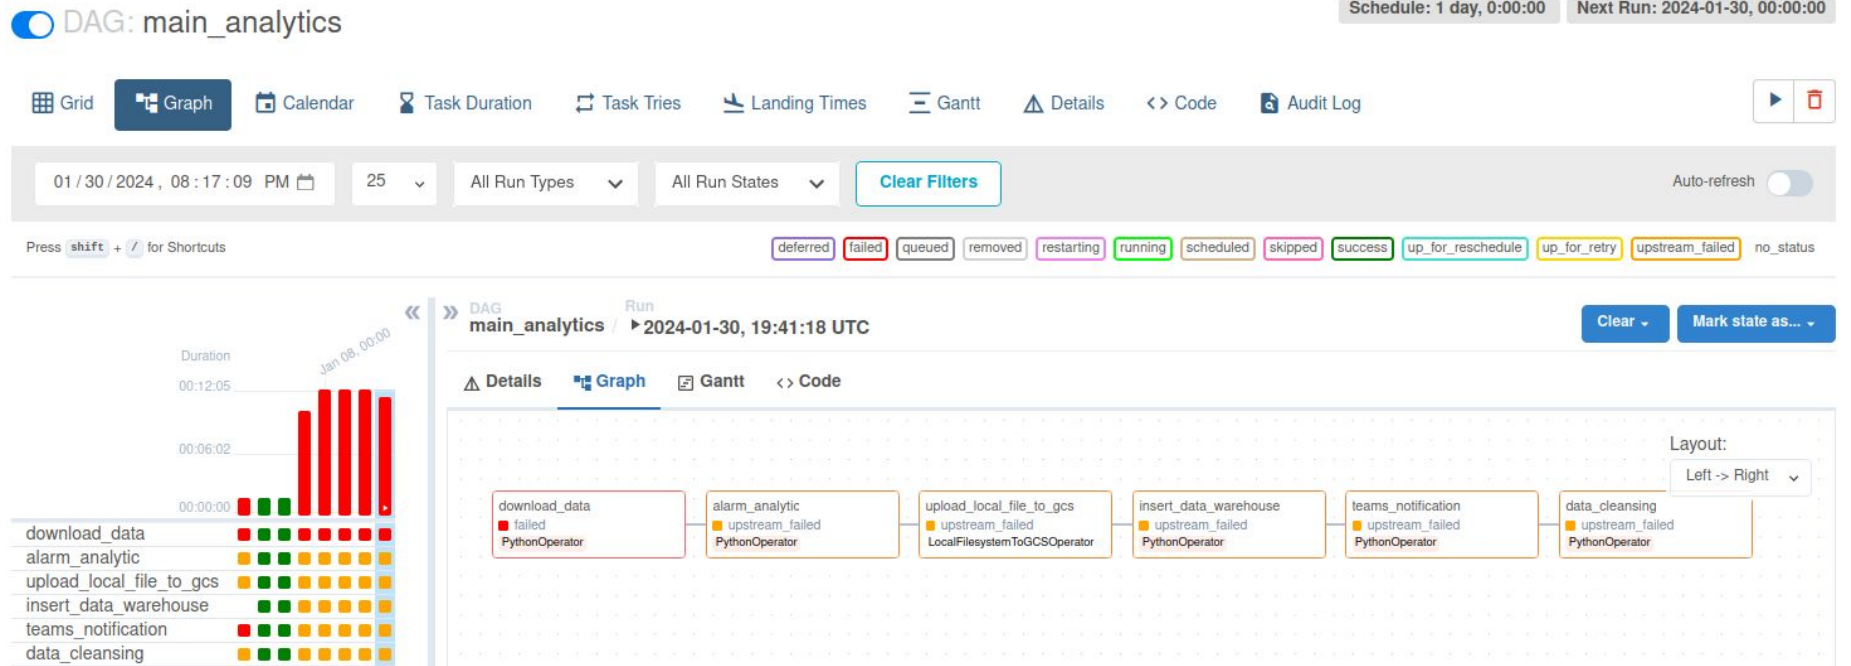 DAG: main_analytics
Schedule: 1 day, 0:00:00
Next Run: 2024-01-30, 00:00:00
Grid
Graph
Calendar
Task Duration
Task Tries
Landing Times
Gantt
Details
<> Code
Audit Log
01/30/2024, 08:17:09 PM
25
All Run Types
All Run States
Clear Filters
Auto-refresh
Press shift + / for Shortcuts
deferred
failed
queued
removed
restarting
running
scheduled
skipped
success
up_for_reschedule
up_for_retry
upstream_failed
no_status
Duration
Jan 08, 00:00
00:12:05
00:06:02
00:00:00
download_data
alarm_analytic
upload_local_file_to_gcs
insert_data_warehouse
teams_notification
data_cleansing
DAG
main_analytics
/
Run
2024-01-30, 19:41:18 UTC
Clear
Mark state as...
Details
Graph
Gantt
<> Code
Layout:
Left -> Right
download_data
failed
PythonOperator
alarm_analytic
upstream_failed
PythonOperator
upload_local_file_to_gcs
upstream_failed
LocalFilesystemToGCSOperator
insert_data_warehouse
upstream_failed
PythonOperator
teams_notification
upstream_failed
PythonOperator
data_cleansing
upstream_failed
PythonOperator